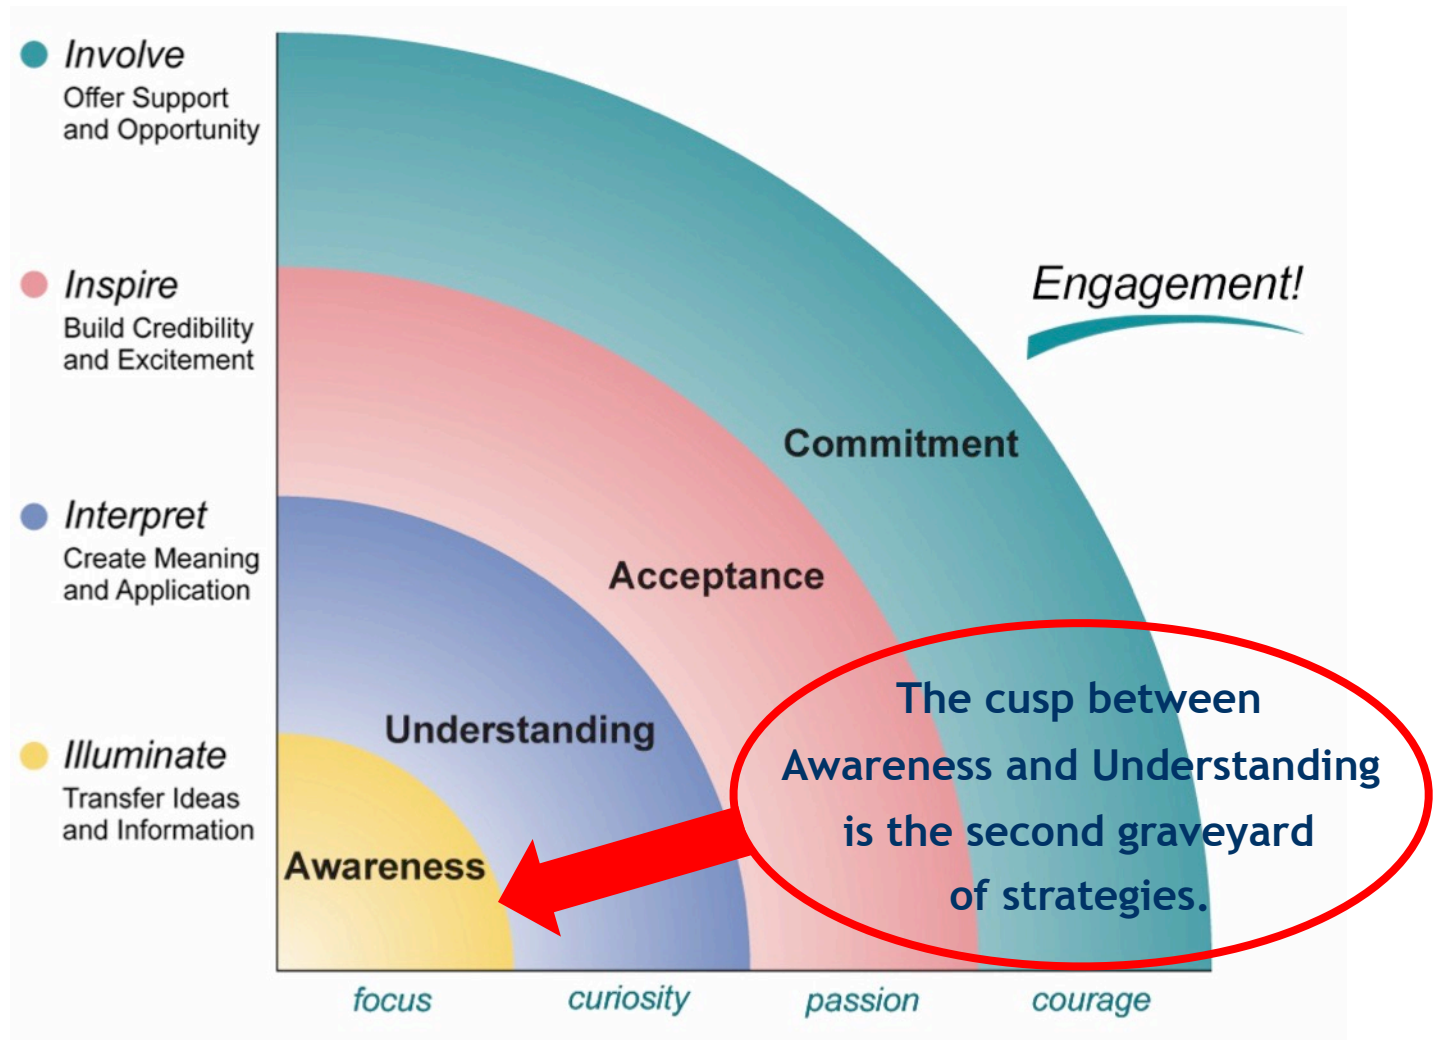 Involve
Offer Support
and Opportunity
Inspire
Build Credibility
and Excitement
Interpret
Create Meaning
and Application
Illuminate
Transfer Ideas
and Information
Engagement!
Commitment
Acceptance
Understanding
Awareness
The cusp between
Awareness and Understanding
is the second graveyard
of strategies.
focus
curiosity
passion
courage